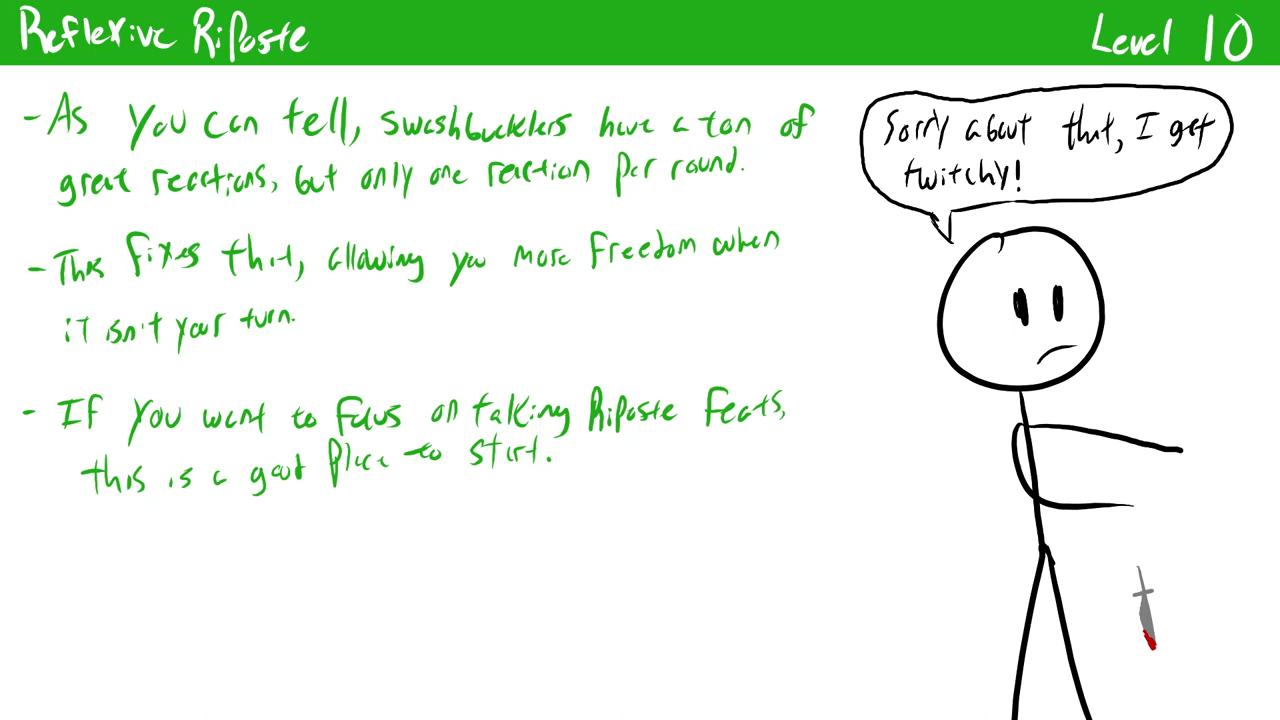 Reflexive Riposte
Level 10
- As you can tell, swashbucklers have a ton of
great reactions, but only one reaction per round.
- This fixes that, allowing you more freedom when
it isn't your turn.
- If you want to focus on talking Riposte feats,
this is a good place to start.
Sorry about that, I get
twitchy!